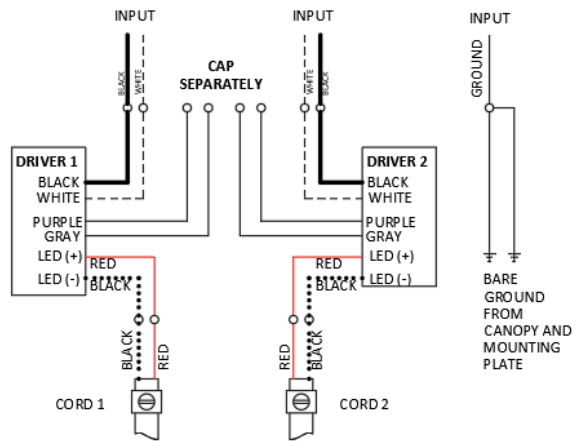 INPUT
INPUT
INPUT
BLACK
WHITE
CAP
SEPARATELY
WHITE
BLACK
GROUND
DRIVER 1
BLACK
WHITE
PURPLE
GRAY
LED (+)
RED
LED (-)
BLACK
DRIVER 2
BLACK
WHITE
PURPLE
GRAY
LED (+)
RED
LED (-)
BLACK
BARE
GROUND
FROM
CANOPY AND
MOUNTING
PLATE
BLACK
RED
RED
BLACK
CORD 1
CORD 2